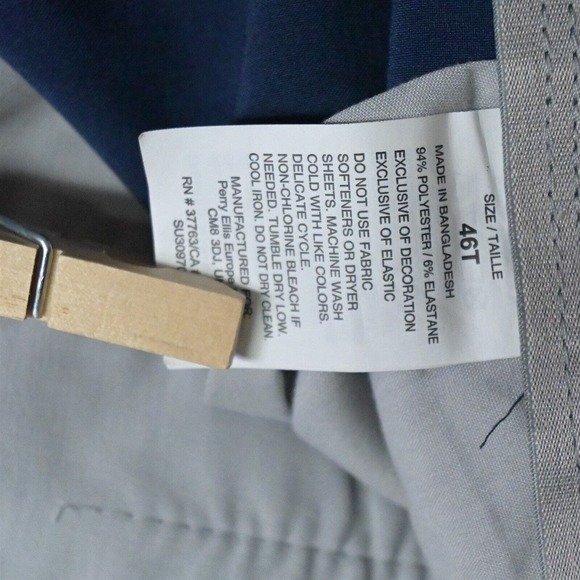 SIZE / TAILLE
46T
MADE IN BANGLADESH
94% POLYESTER / 6% ELASTANE
EXCLUSIVE OF DECORATION
EXCLUSIVE OF ELASTIC
DO NOT USE FABRIC
SOFTENERS OR DRYER
SHEETS. MACHINE WASH
COLD WITH LIKE COLORS.
DELICATE CYCLE.
NON-CHLORINE BLEACH IF
NEEDED. TUMBLE DRY LOW.
COOL IRON. DO NOT DRY CLEAN.
MANUFACTURED
Perry Ellis Europe
CM8 3DJ,
RN # 37763/CA